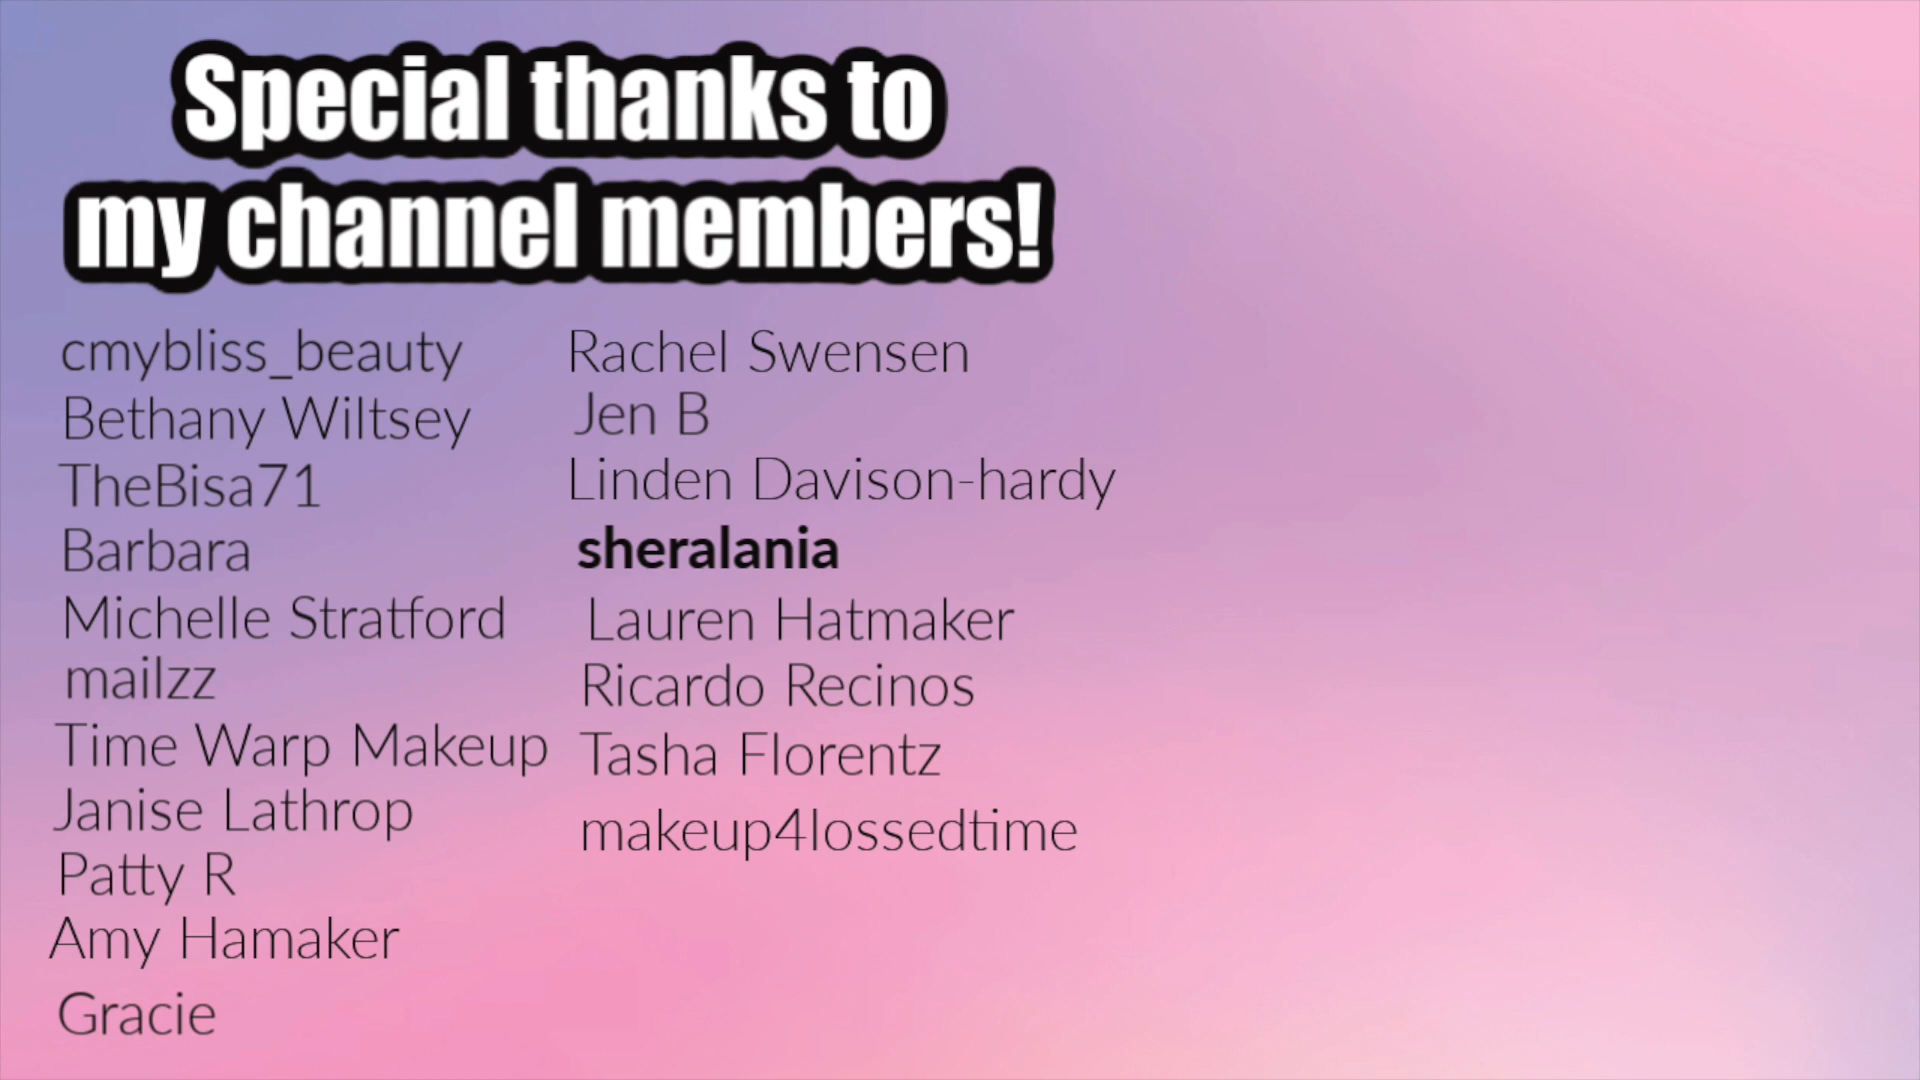 Special thanks to
my channel members!
cmybliss_beauty
Bethany Wiltsey
TheBisa71
Barbara
Michelle Stratford
mailzz
Time Warp Makeup
Janise Lathrop
Patty R
Amy Hamaker
Gracie
Rachel Swensen
Jen B
Linden Davison-hardy
sheralania
Lauren Hatmaker
Ricardo Recinos
Tasha Florentz
makeup4lossedtime